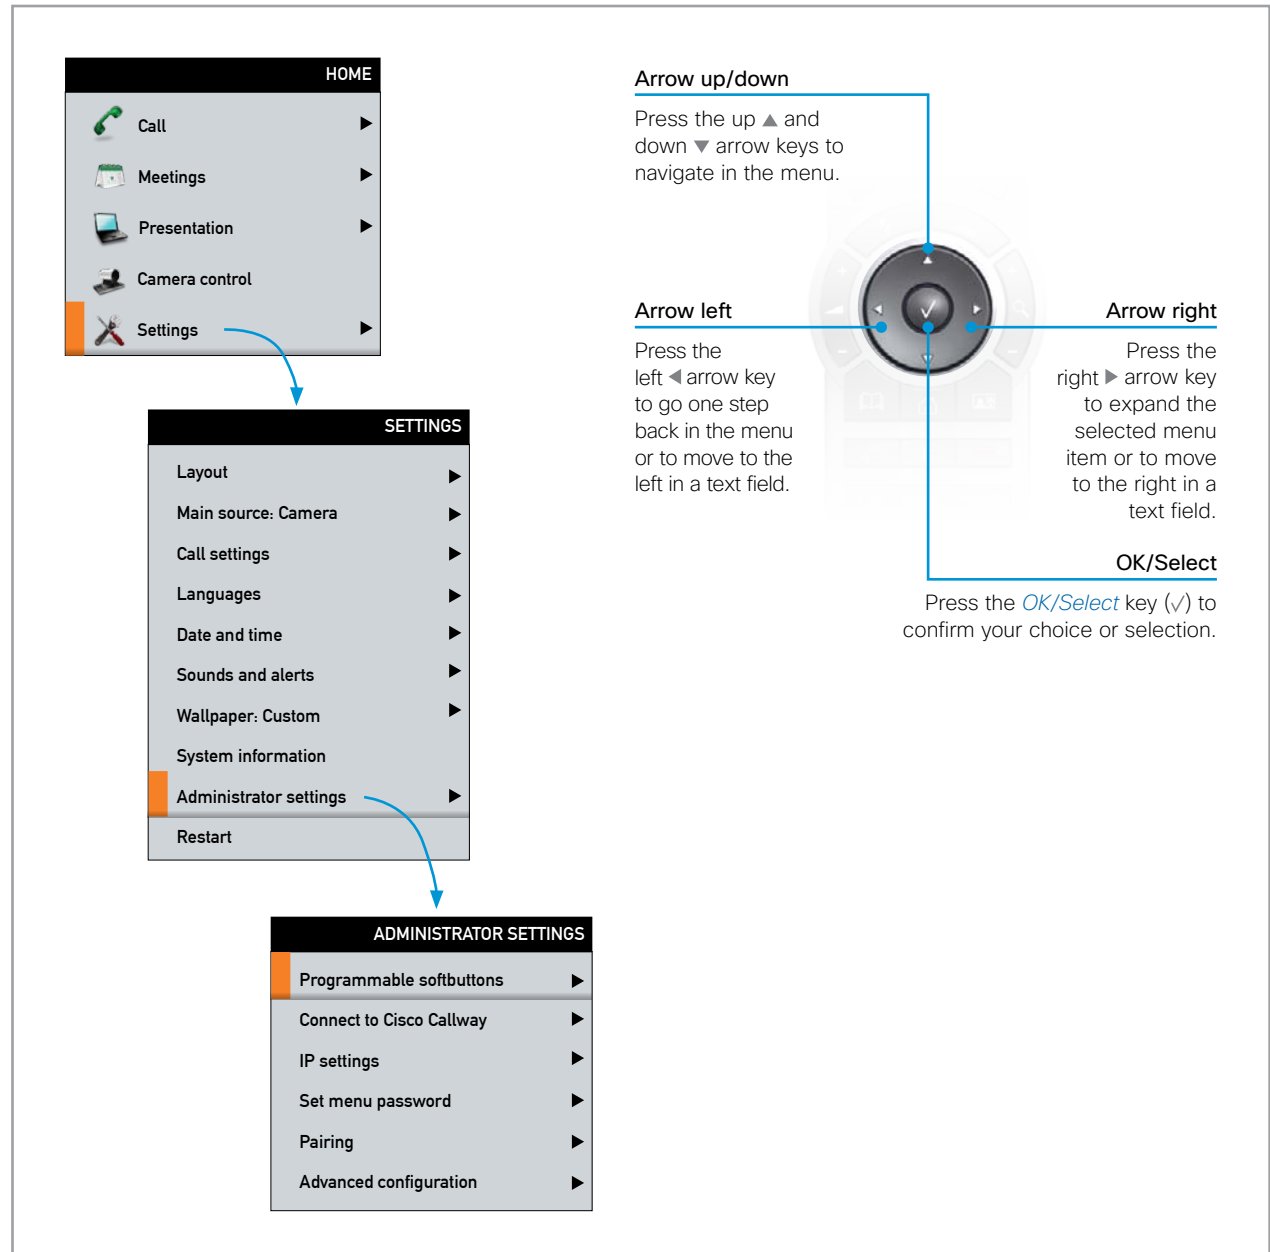 HOME
Call
Meetings
Presentation
Camera control
Settings
SETTINGS
Layout
Main source: Camera
Call settings
Languages
Date and time
Sounds and alerts
Wallpaper: Custom
System information
Administrator settings
Restart
ADMINISTRATOR SETTINGS
Programmable softbuttons
Connect to Cisco Callway
IP settings
Set menu password
Pairing
Advanced configuration
Arrow up/down
Press the up ▲ and
down ▼ arrow keys to
navigate in the menu.
Arrow left
Press the
left ◀ arrow key
to go one step
back in the menu
or to move to the
left in a text field.
Arrow right
Press the
right ▶ arrow key
to expand the
selected menu
item or to move
to the right in a
text field.
OK/Select
Press the OK/Select key (✓) to
confirm your choice or selection.